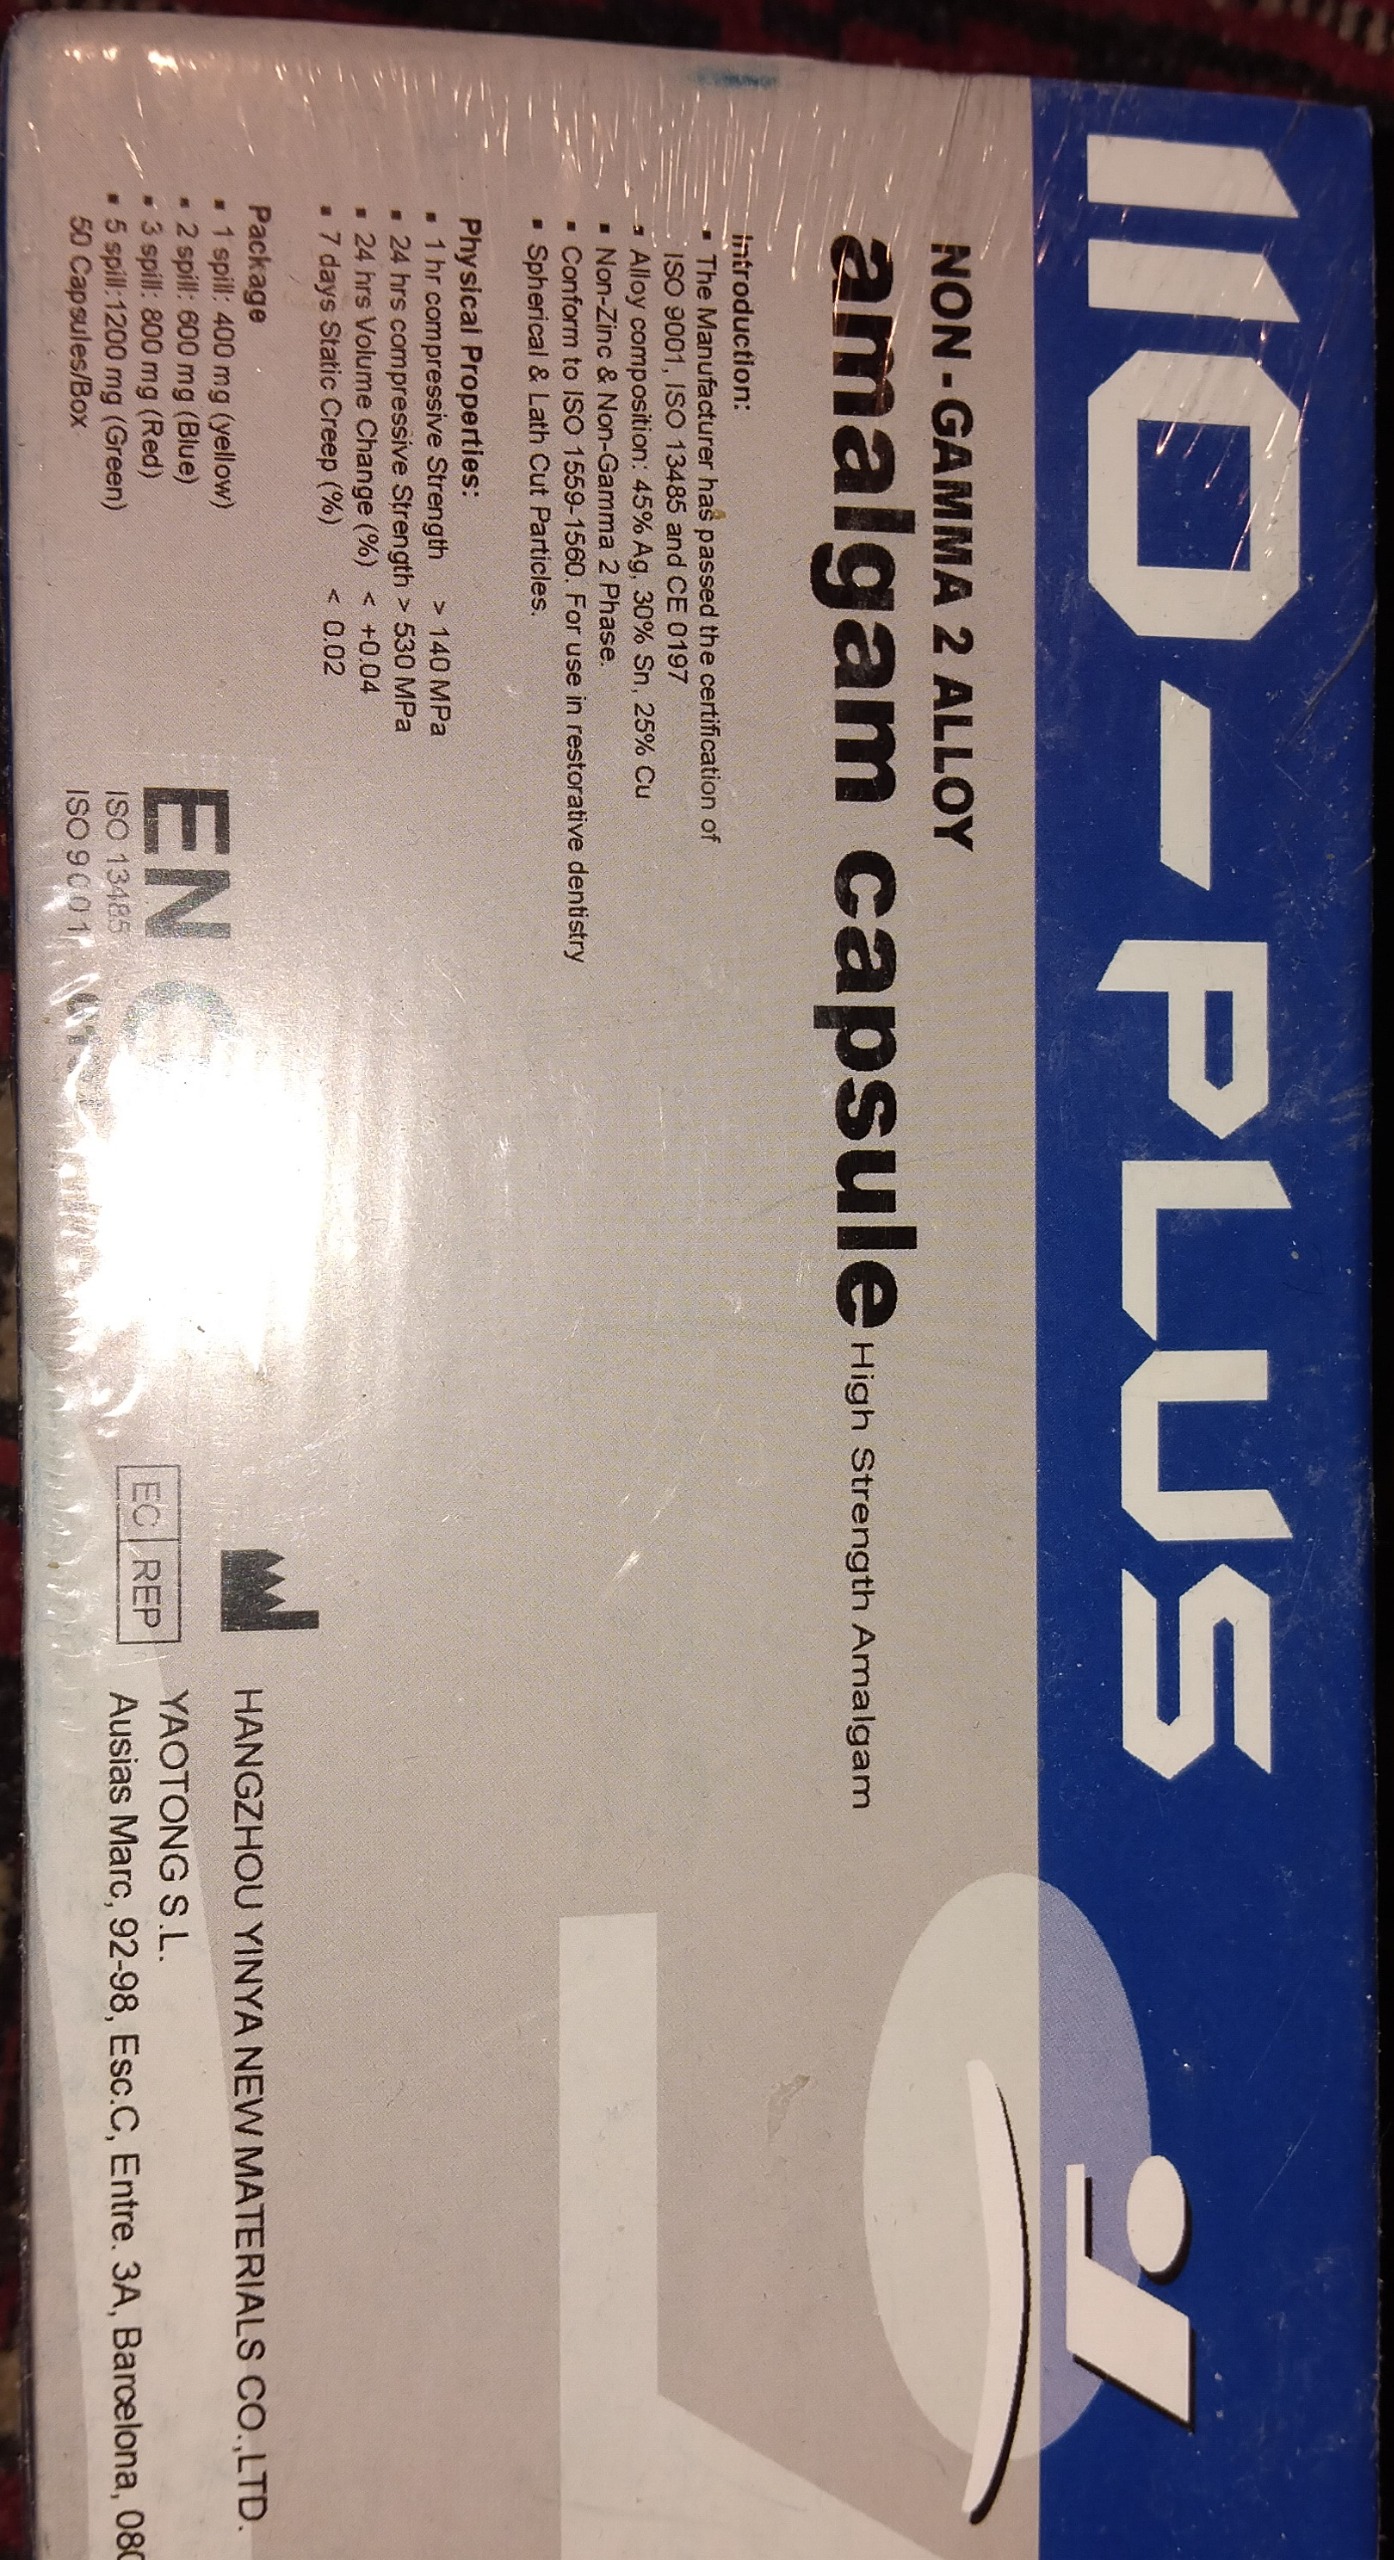 110-PLUS
NON-GAMMA 2 ALLOY
amalgam capsule High Strength Amalgam
Introduction:
▪ The Manufacturer has passed the certification of
ISO 9001, ISO 13485 and CE 0197
▪ Alloy composition: 45% Ag, 30% Sn, 25% Cu
▪ Non-Zinc & Non-Gamma 2 Phase.
▪ Conform to ISO 1559-1560. For use in restorative dentistry
▪ Spherical & Lath Cut Particles.
Physical Properties:
▪ 1 hr compressive Strength > 140 MPa
▪ 24 hrs compressive Strength > 530 MPa
▪ 24 hrs Volume Change (%) < +0.04
▪ 7 days Static Creep (%) < 0.02
Package
▪ 1 spill: 400 mg (yellow)
▪ 2 spill: 600 mg (Blue)
▪ 3 spill: 800 mg (Red)
▪ 5 spill: 1200 mg (Green)
50 Capsules/Box
EN
ISO 13485
ISO 9001
HANGZHOU YINYA NEW MATERIALS CO.,LTD.
EC REP
YAOTONG S.L.
Ausias Marc, 92-98, Esc.C, Entre. 3A, Barcelona,